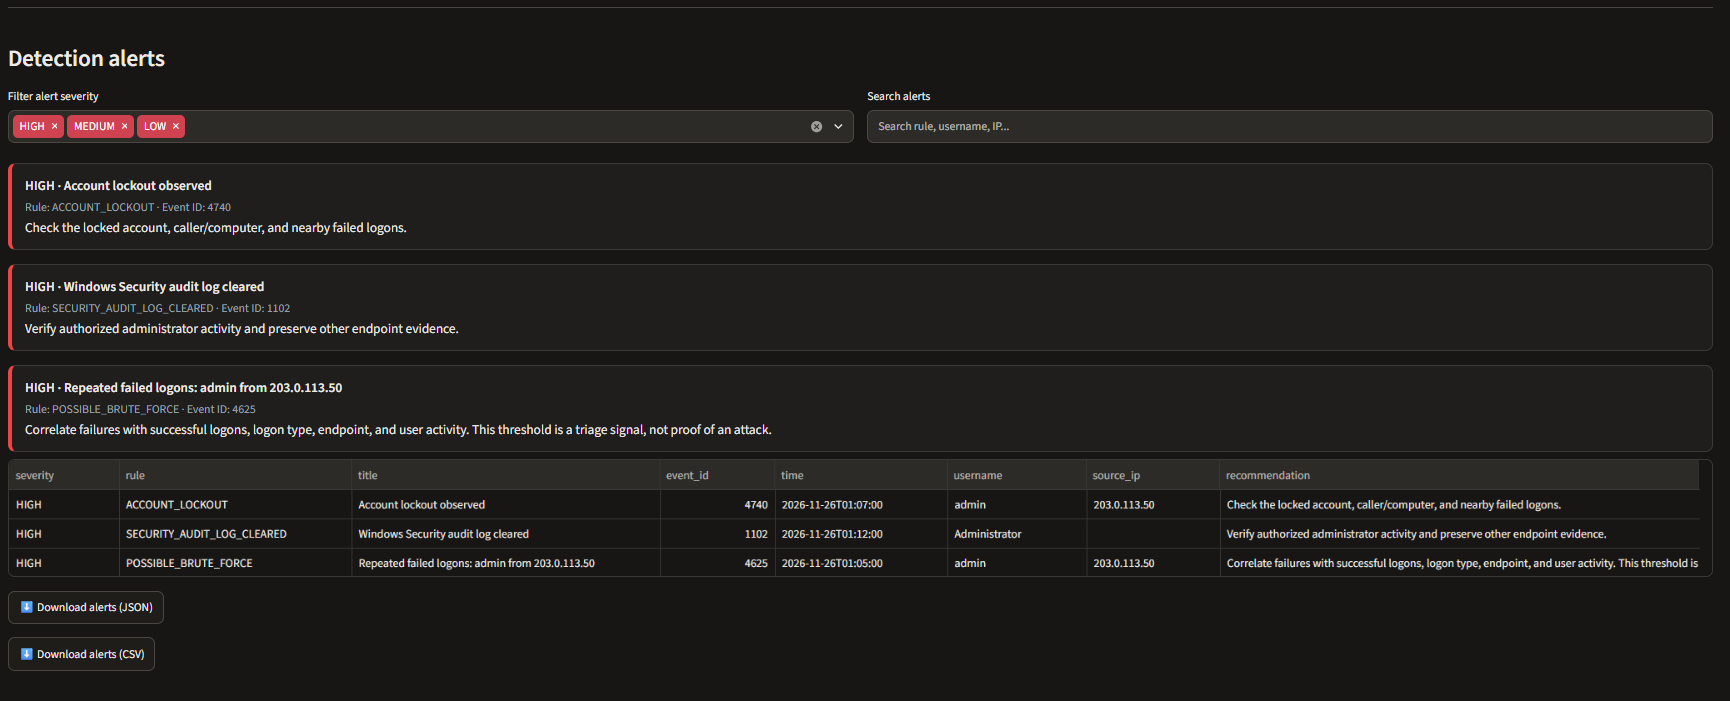 Detection alerts
Filter alert severity
Search alerts
HIGH × MEDIUM × LOW ×
Search rule, username, IP...
HIGH · Account lockout observed
Rule: ACCOUNT_LOCKOUT · Event ID: 4740
Check the locked account, caller/computer, and nearby failed logons.
HIGH · Windows Security audit log cleared
Rule: SECURITY_AUDIT_LOG_CLEARED · Event ID: 1102
Verify authorized administrator activity and preserve other endpoint evidence.
HIGH · Repeated failed logons: admin from 203.0.113.50
Rule: POSSIBLE_BRUTE_FORCE · Event ID: 4625
Correlate failures with successful logons, logon type, endpoint, and user activity. This threshold is a triage signal, not proof of an attack.
severity rule title event_id time username source_ip recommendation
HIGH ACCOUNT_LOCKOUT Account lockout observed 4740 2026-11-26T01:07:00 admin 203.0.113.50 Check the locked account, caller/computer, and nearby failed logons.
HIGH SECURITY_AUDIT_LOG_CLEARED Windows Security audit log cleared 1102 2026-11-26T01:12:00 Administrator Verify authorized administrator activity and preserve other endpoint evidence.
HIGH POSSIBLE_BRUTE_FORCE Repeated failed logons: admin from 203.0.113.50 4625 2026-11-26T01:05:00 admin 203.0.113.50 Correlate failures with successful logons, logon type, endpoint, and user activity. This threshold is
Download alerts (JSON)
Download alerts (CSV)